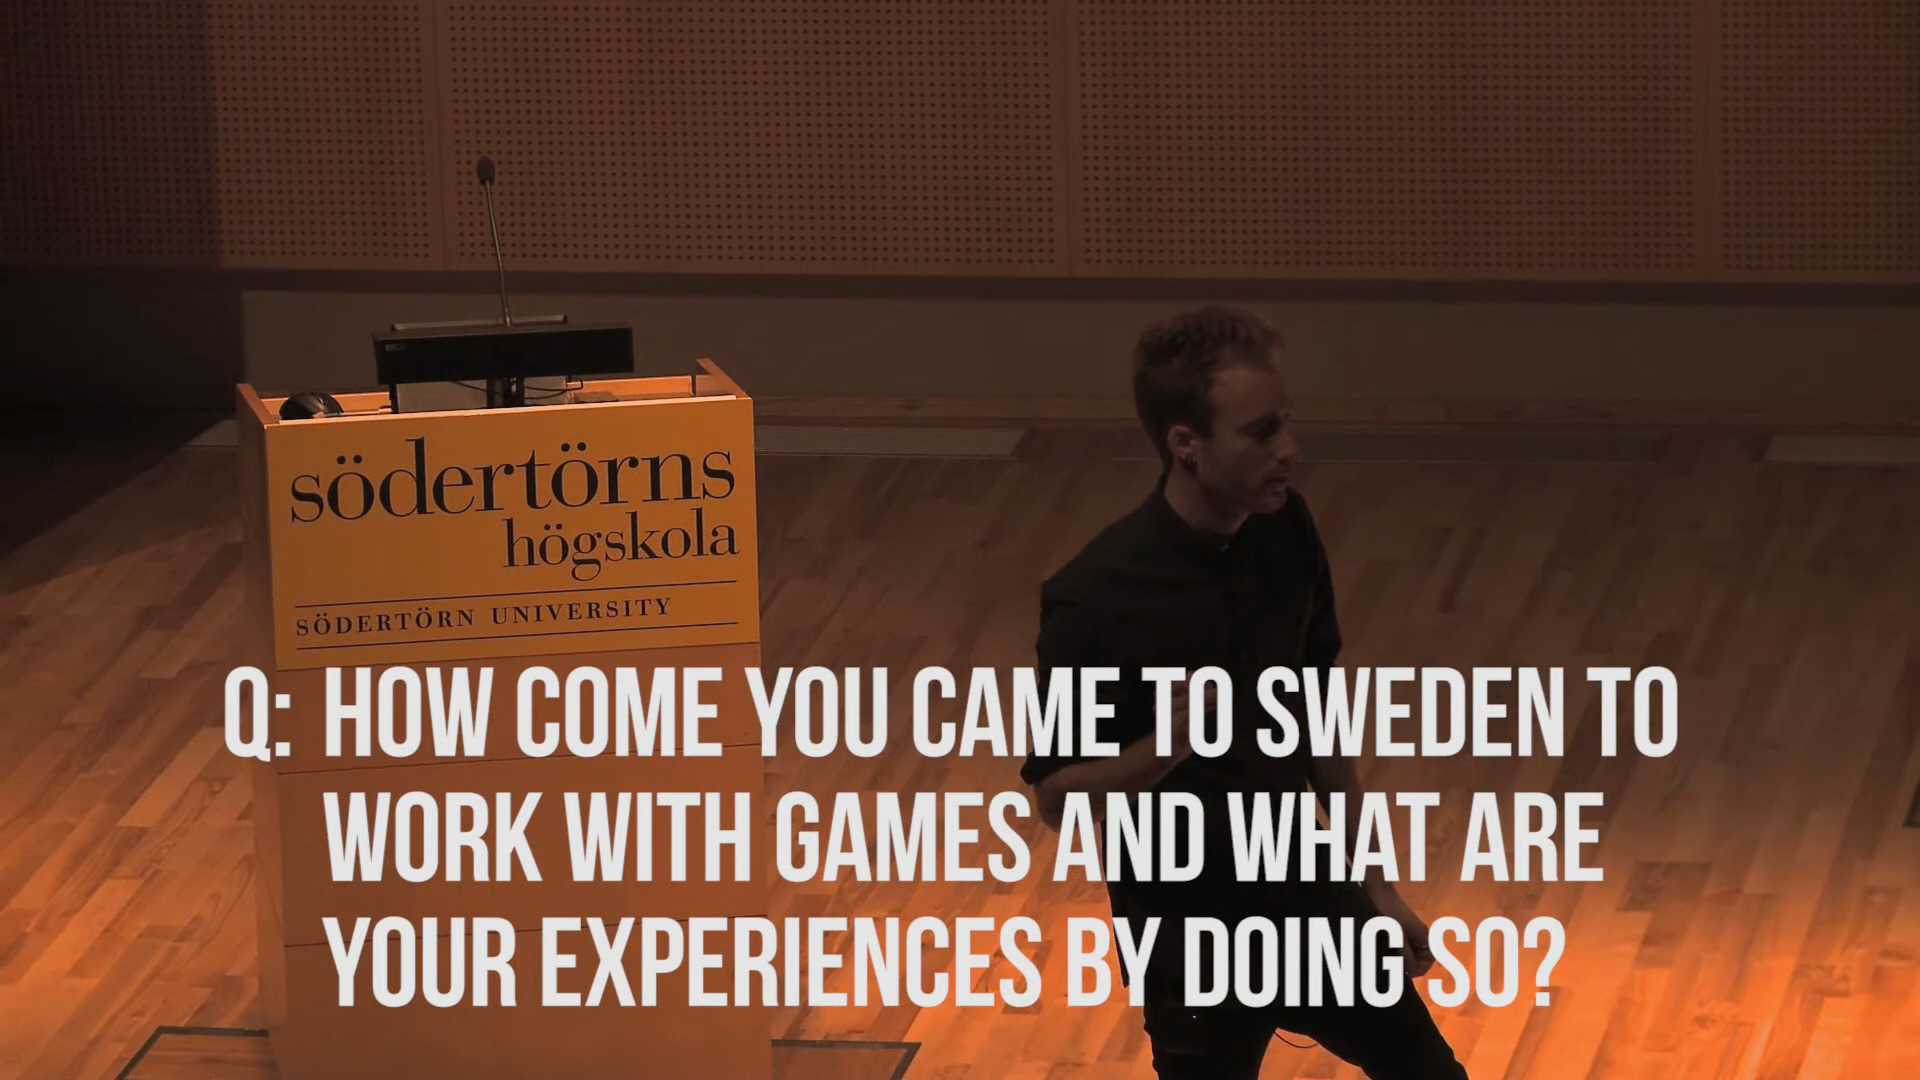 södertörns
högskola
SÖDERTÖRN UNIVERSITY
Q: HOW COME YOU CAME TO SWEDEN TO
WORK WITH GAMES AND WHAT ARE
YOUR EXPERIENCES BY DOING SO?